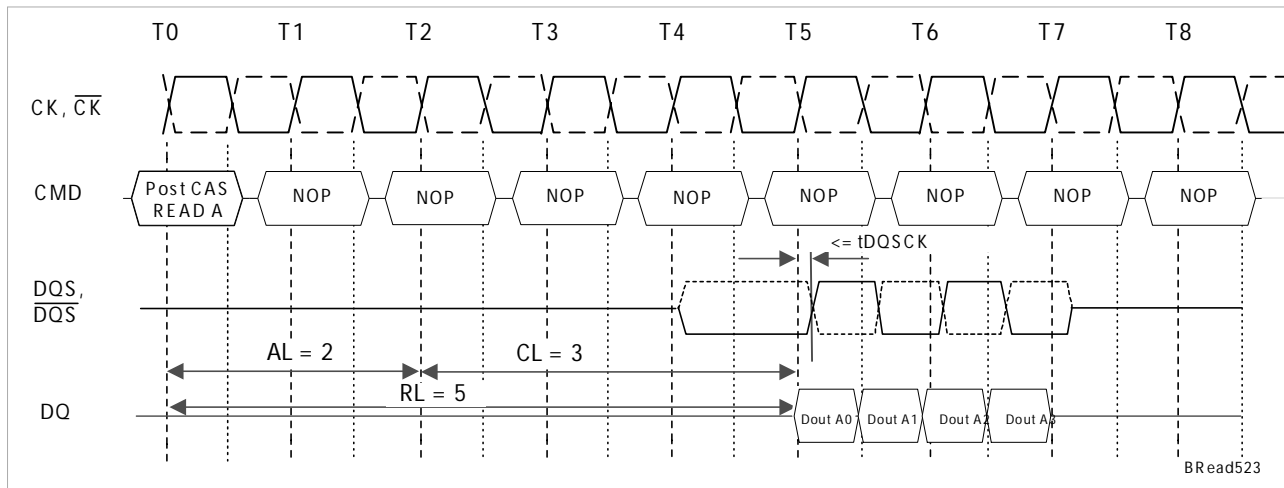 T0 T1 T2 T3 T4 T5 T6 T7 T8
CK, CK
CMD
Post CAS
READ A
NOP NOP NOP NOP NOP NOP NOP NOP
<= tDQSCK
DQS,
DQS
AL = 2
CL = 3
RL = 5
DQ
Dout A0 Dout A1 Dout A2 Dout A3
BRead523